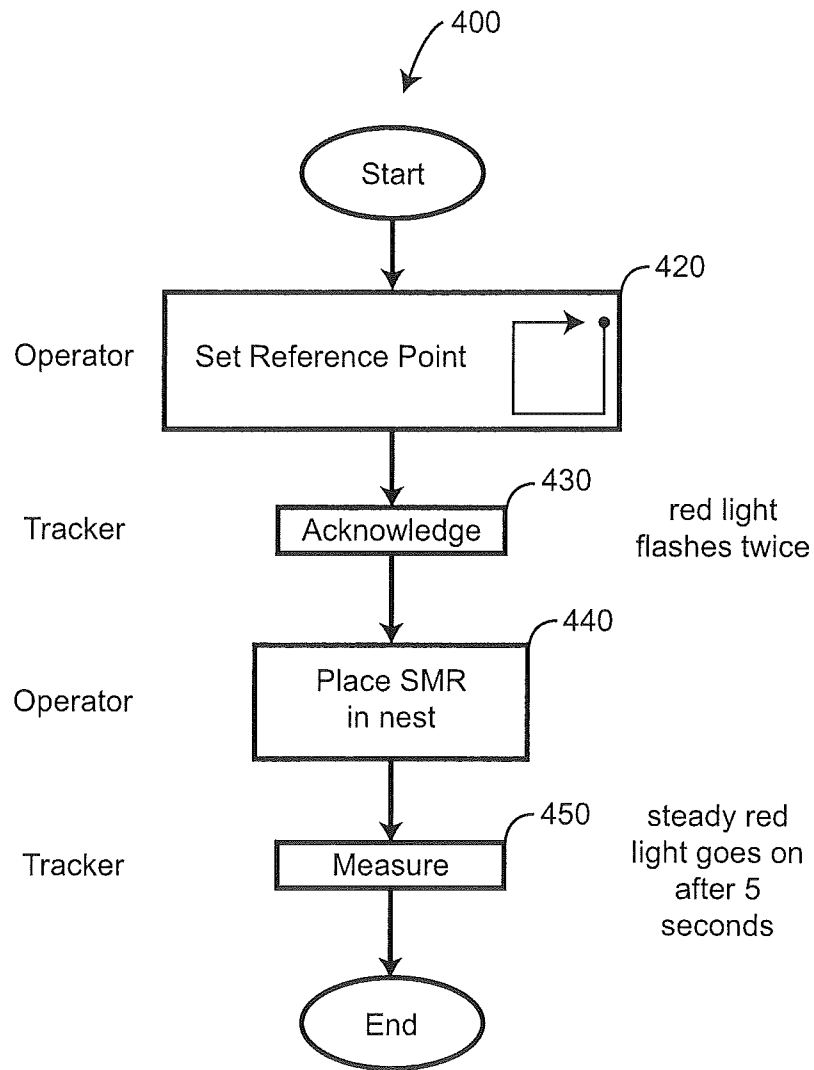 400
Start
420
Operator
Set Reference Point
430
Tracker
Acknowledge
red light
flashes twice
440
Operator
Place SMR
in nest
450
Tracker
Measure
steady red
light goes on
after 5
seconds
End